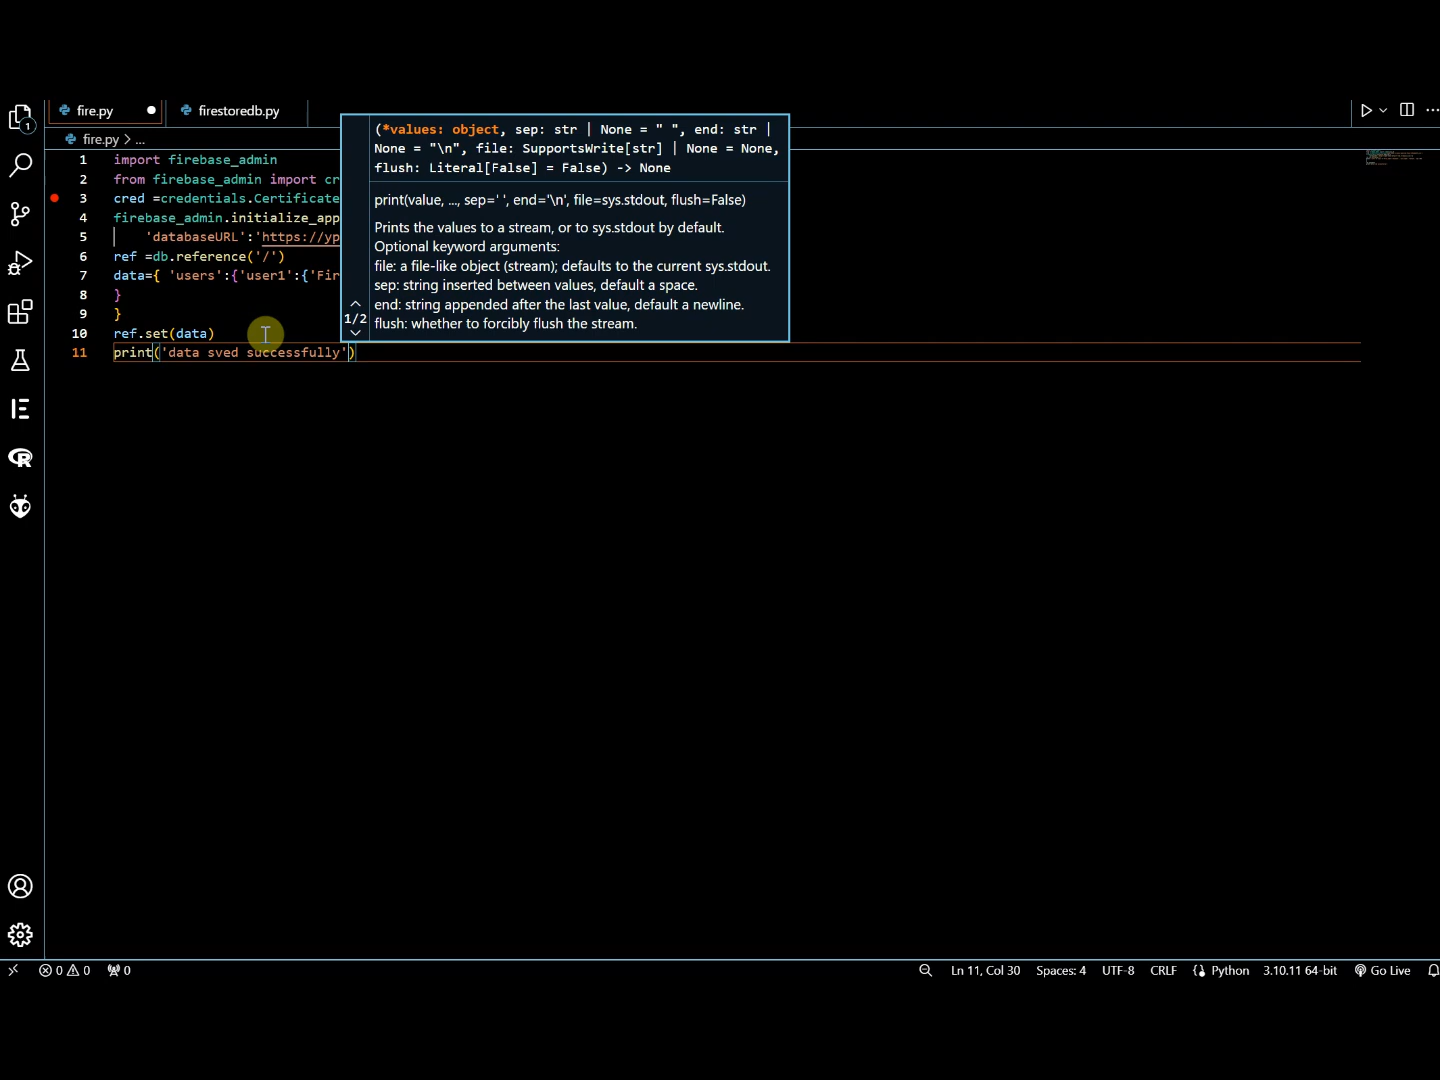 fire.py
firestoredb.py
fire.py > ...
1 import firebase_admin
2 from firebase_admin import cr
3 cred =credentials.Certificate
4 firebase_admin.initialize_app
5 'databaseURL':'https://yp
6 ref =db.reference('/')
7 data={ 'users':{'user1':{'Fir
8 }
9 }
10 ref.set(data)
11 print('data sved successfully')
(*values: object, sep: str | None = " ", end: str |
None = "\n", file: SupportsWrite[str] | None = None,
flush: Literal[False] = False) -> None
print(value, ..., sep=' ', end='\n', file=sys.stdout, flush=False)
Prints the values to a stream, or to sys.stdout by default.
Optional keyword arguments:
file: a file-like object (stream); defaults to the current sys.stdout.
sep: string inserted between values, default a space.
end: string appended after the last value, default a newline.
flush: whether to forcibly flush the stream.
1/2
1
0 0 0
Ln 11, Col 30 Spaces: 4 UTF-8 CRLF Python 3.10.11 64-bit Go Live